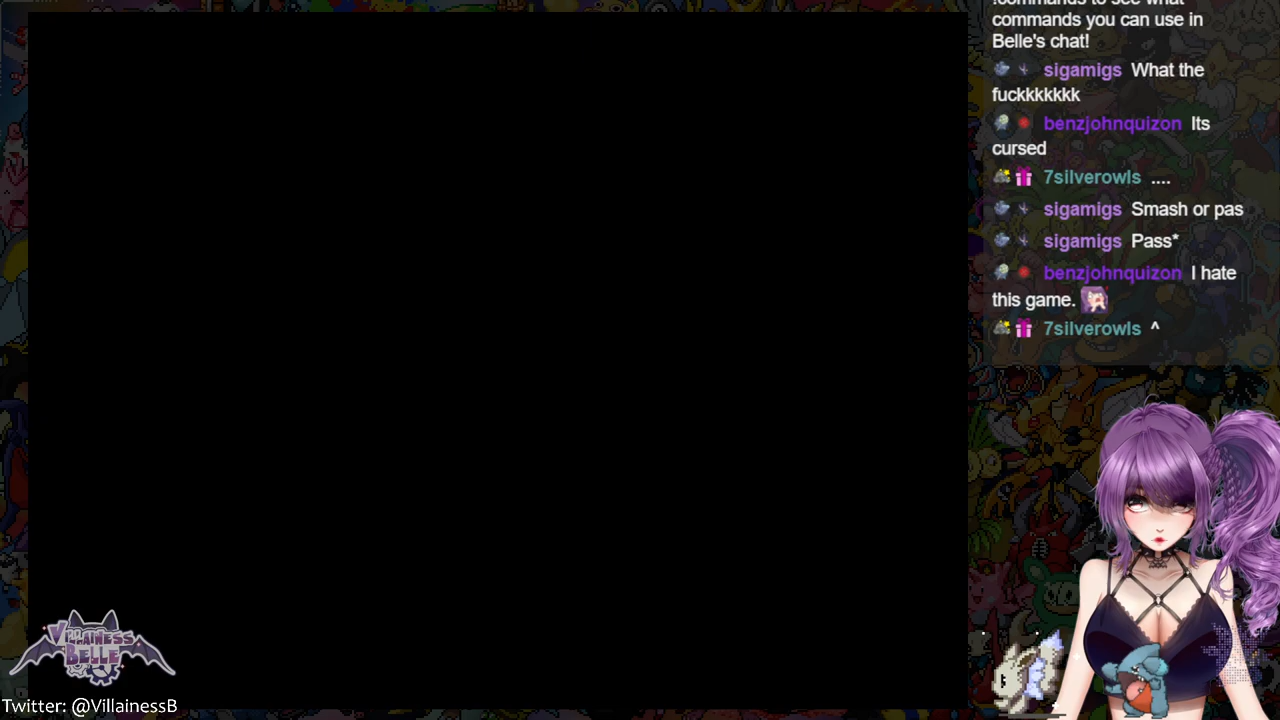 !commands to see what
commands you can use in
Belle's chat!
sigamigs What the
fuckkkkkkk
benzjohnquizon Its
cursed
7silverowls ....
sigamigs Smash or pas
sigamigs Pass*
benzjohnquizon I hate
this game.
7silverowls ^
VILLAINESS
BELLE
Twitter: @VillainessB